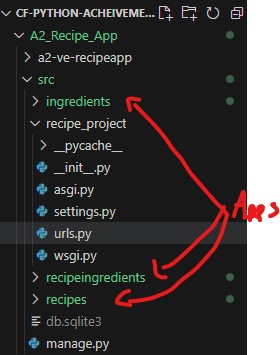 CF-PYTHON-ACHEIVEME...
A2_Recipe_App
a2-ve-recipeapp
src
ingredients
recipe_project
__pycache__
__init__.py
asgi.py
settings.py
urls.py
wsgi.py
Apps
recipeingredients
recipes
db.sqlite3
manage.py